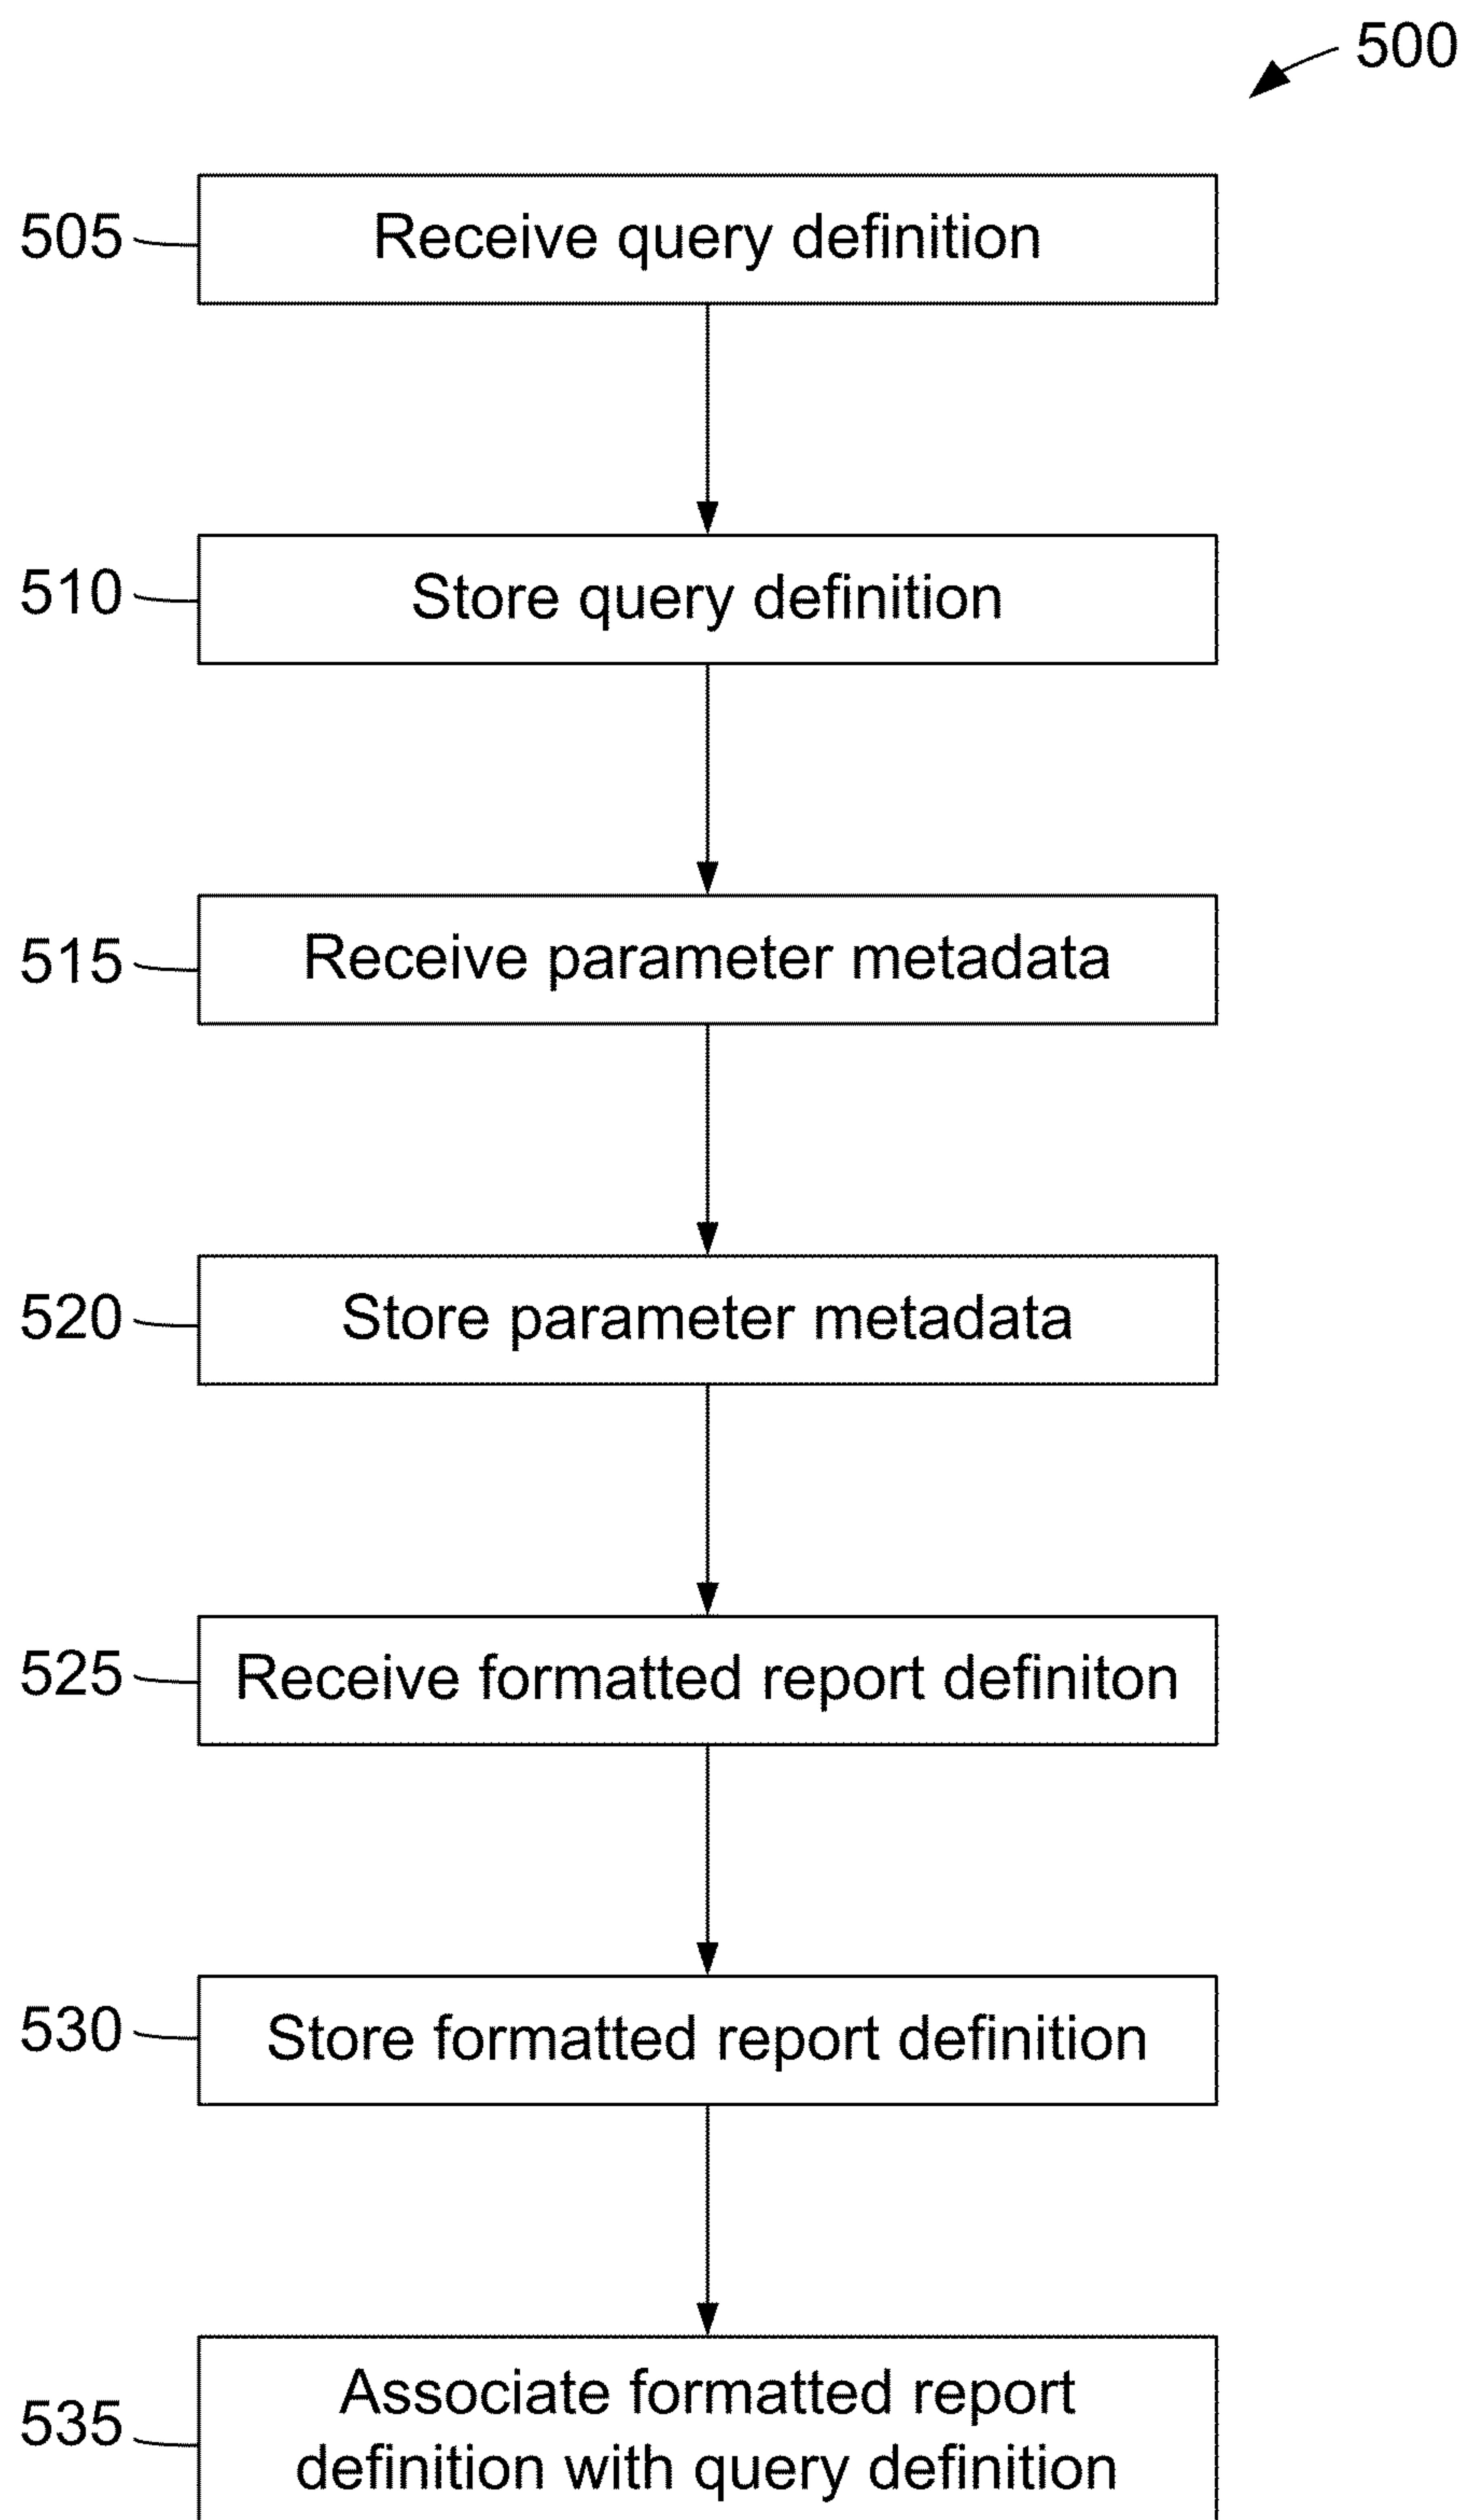 500
505 Receive query definition
510 Store query definition
515 Receive parameter metadata
520 Store parameter metadata
525 Receive formatted report definiton
530 Store formatted report definition
535 Associate formatted report
definition with query definition